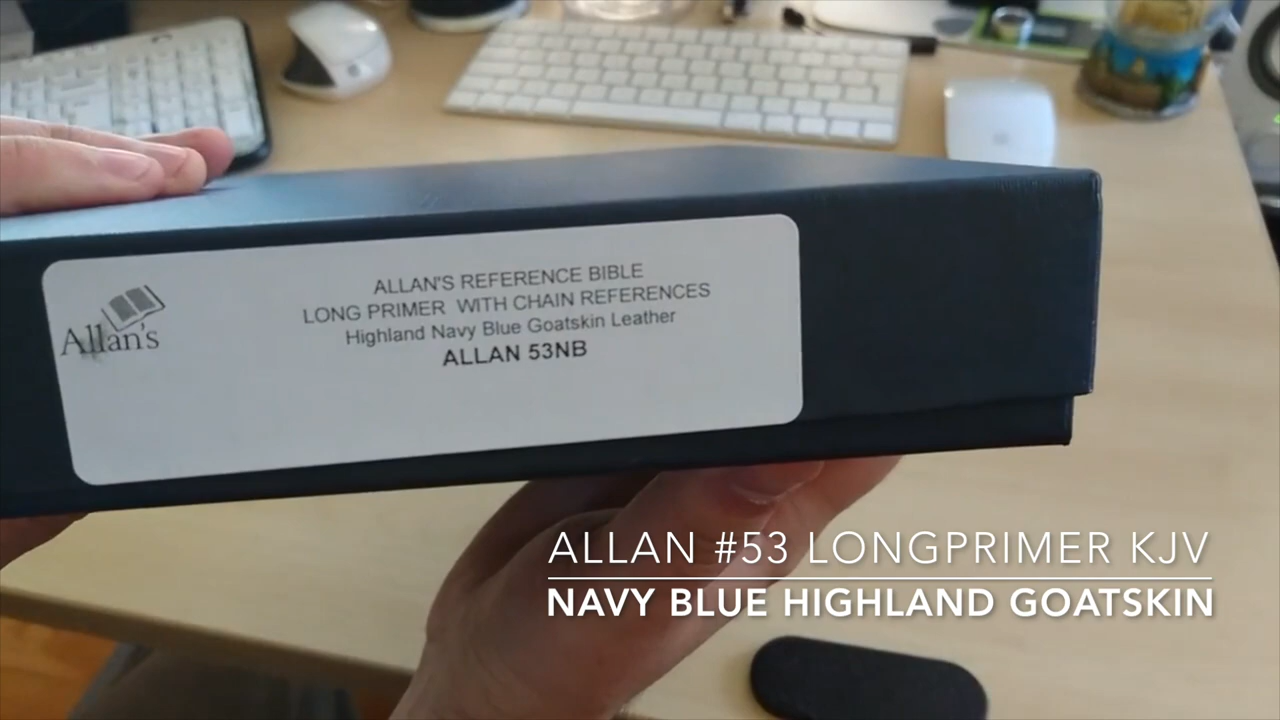 Allan's
ALLAN'S REFERENCE BIBLE
LONG PRIMER WITH CHAIN REFERENCES
Highland Navy Blue Goatskin Leather
ALLAN 53NB
ALLAN #53 LONGPRIMER KJV
NAVY BLUE HIGHLAND GOATSKIN